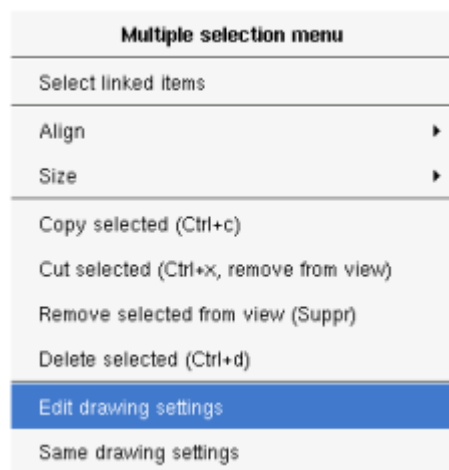 Multiple selection menu
Select linked items
Align
Size
Copy selected (Ctrl+c)
Cut selected (Ctrl+x, remove from view)
Remove selected from view (Suppr)
Delete selected (Ctrl+d)
Edit drawing settings
Same drawing settings